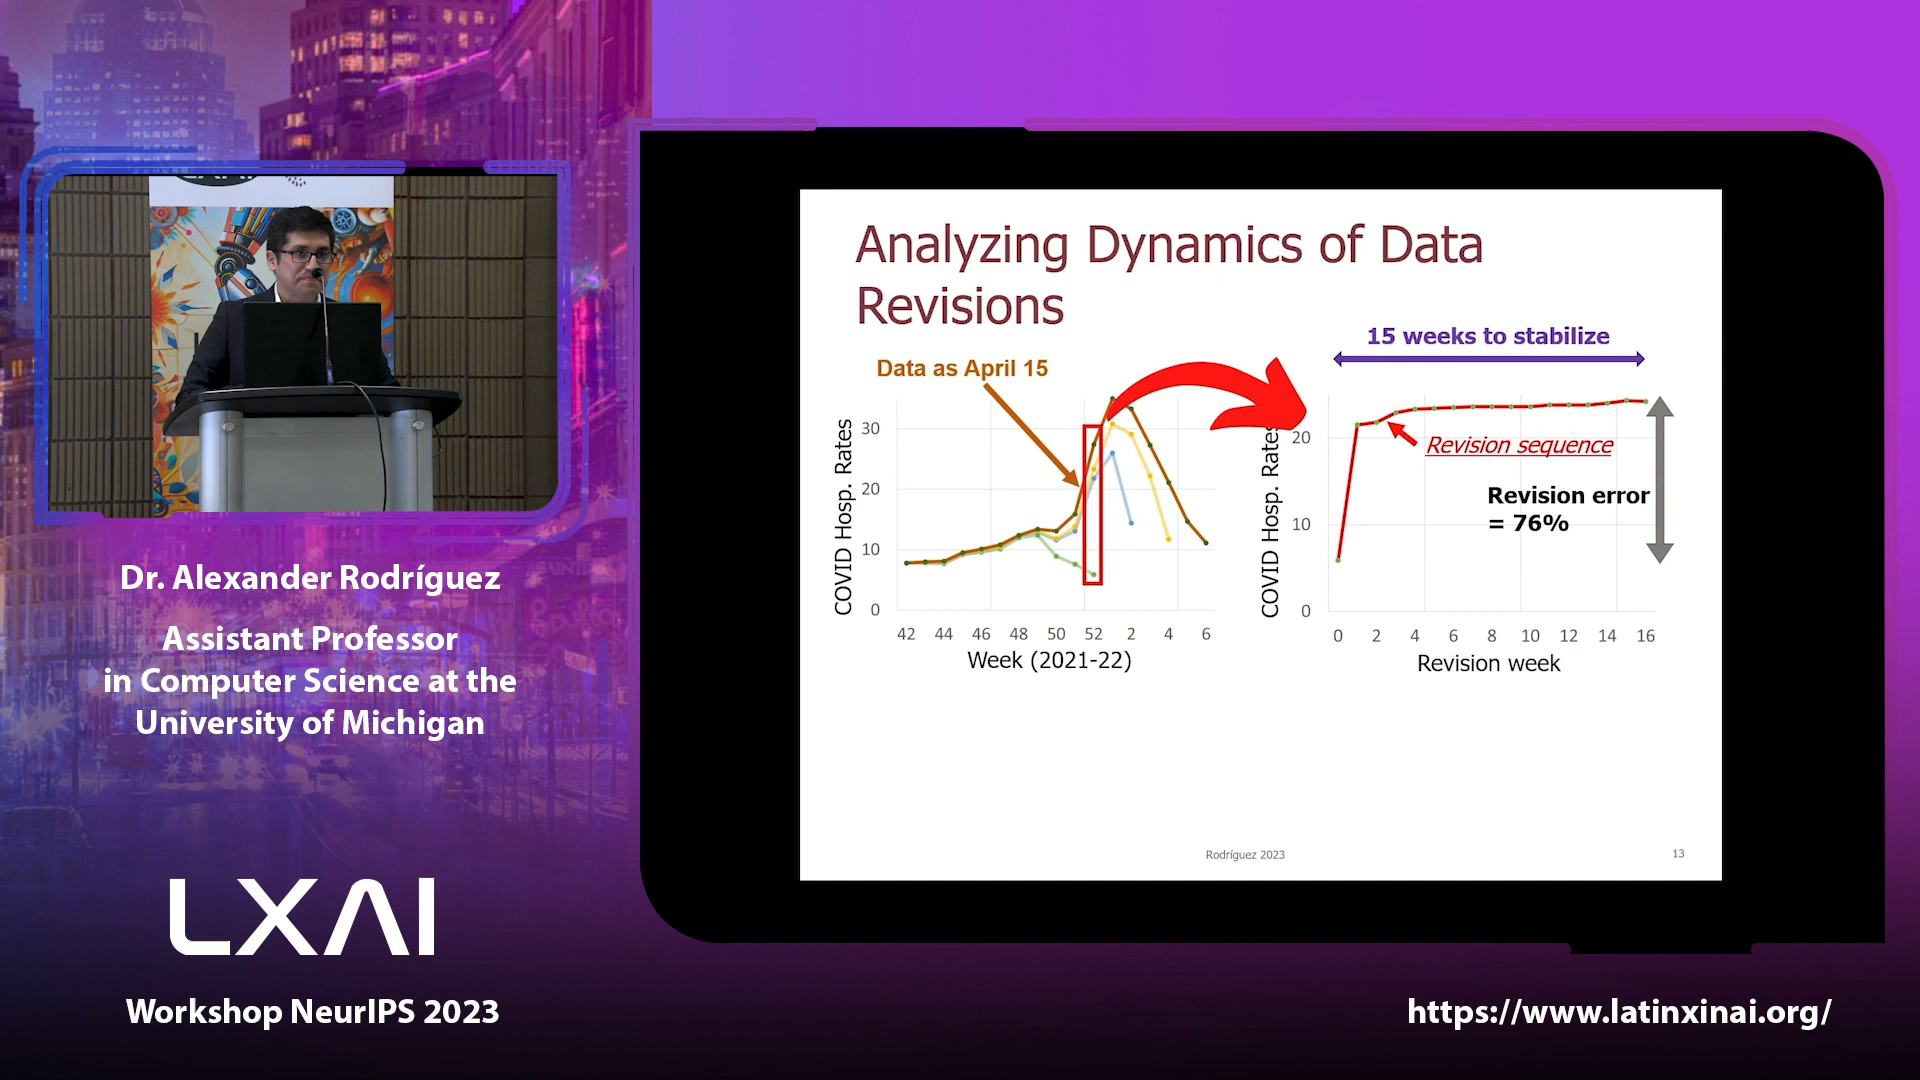 Dr. Alexander Rodríguez
Assistant Professor
in Computer Science at the
University of Michigan
LXAI
Workshop NeurIPS 2023
Analyzing Dynamics of Data
Revisions
Data as April 15
COVID Hosp. Rates
30
20
10
0
42 44 46 48 50 52 2 4 6
Week (2021-22)
15 weeks to stabilize
COVID Hosp. Rates
20
10
0
Revision sequence
Revision error
= 76%
0 2 4 6 8 10 12 14 16
Revision week
Rodríguez 2023
13
https://www.latinxinai.org/